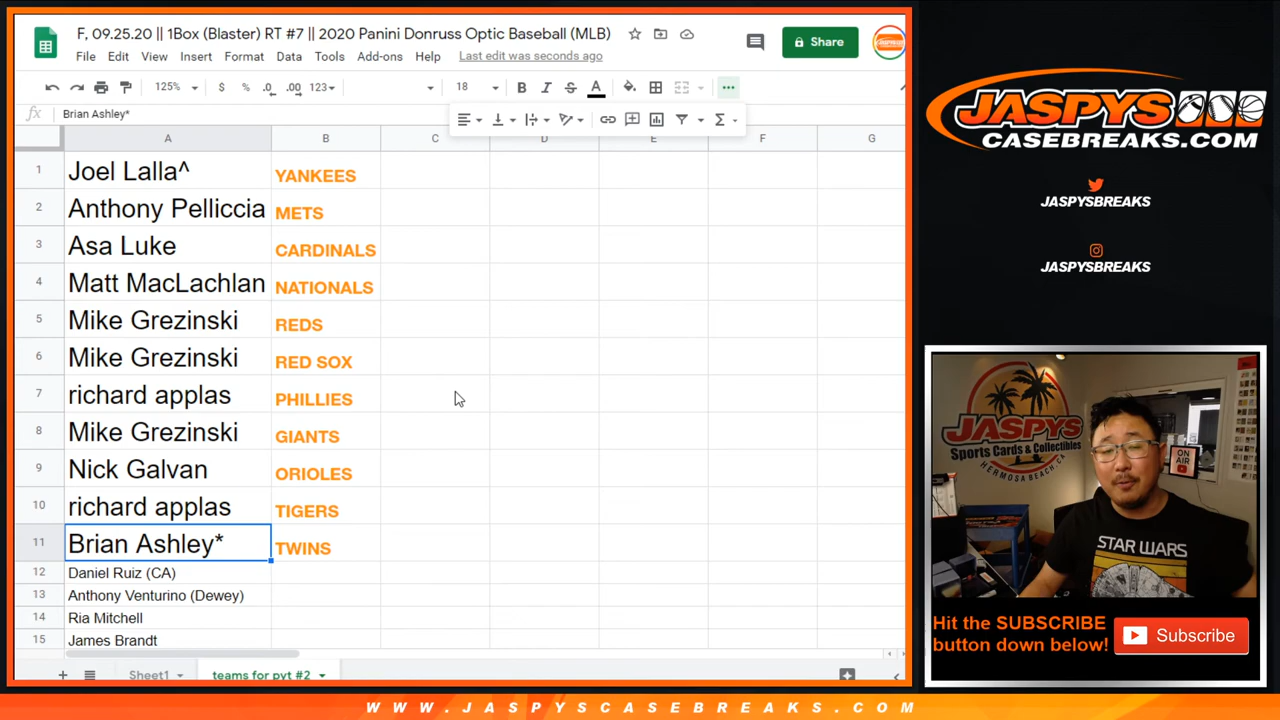 F, 09.25.20 || 1Box (Blaster) RT #7 || 2020 Panini Donruss Optic Baseball (MLB)
File Edit View Insert Format Data Tools Add-ons Help Last edit was seconds ago
Share
125% $ % .0 .00 123 18 B I S A
fx Brian Ashley*
A B C D E F G
1 Joel Lalla^ YANKEES
2 Anthony Pelliccia METS
3 Asa Luke CARDINALS
4 Matt MacLachlan NATIONALS
5 Mike Grezinski REDS
6 Mike Grezinski RED SOX
7 richard applas PHILLIES
8 Mike Grezinski GIANTS
9 Nick Galvan ORIOLES
10 richard applas TIGERS
11 Brian Ashley* TWINS
12 Daniel Ruiz (CA)
13 Anthony Venturino (Dewey)
14 Ria Mitchell
15 James Brandt
Sheet1 teams for pyt #2
JASPYS
CASEBREAKS.COM
JASPYSBREAKS
JASPYSBREAKS
JASPYS
Sports Cards & Collectibles
HERMOSA BEACH, CA
ON AIR
STAR WARS
Hit the SUBSCRIBE
button down below!
Subscribe
WWW.JASPYSCASEBREAKS.COM